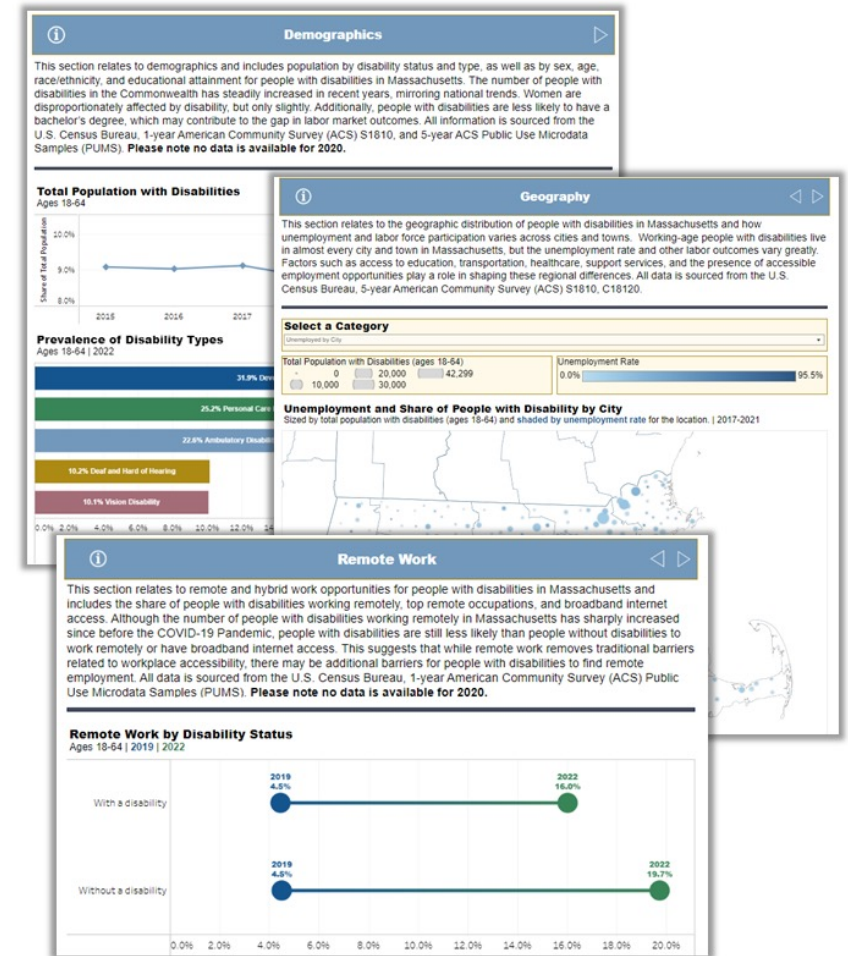 Demographics
This section relates to demographics and includes population by disability status and type, as well as by sex, age,
race/ethnicity, and educational attainment for people with disabilities in Massachusetts. The number of people with
disabilities in the Commonwealth has steadily increased in recent years, mirroring national trends. Women are
disproportionately affected by disability, but only slightly. Additionally, people with disabilities are less likely to have a
bachelor's degree, which may contribute to the gap in labor market outcomes. All information is sourced from the
U.S. Census Bureau, 1-year American Community Survey (ACS) S1810, and 5-year ACS Public Use Microdata
Samples (PUMS). Please note no data is available for 2020.
Total Population with Disabilities
Ages 18-64
Share of Total Population
10.0%
9.0%
8.0%
2015 2016 2017
Prevalence of Disability Types
Ages 18-64 | 2022
31.9%
25.2% Personal Care
22.6% Ambulatory
10.2% Deaf and Hard of Hearing
10.1% Vision Disability
0.0% 2.0% 4.0% 6.0% 8.0% 10.0% 12.0%
Geography
This section relates to the geographic distribution of people with disabilities in Massachusetts and how
unemployment and labor force participation varies across cities and towns. Working-age people with disabilities live
in almost every city and town in Massachusetts, but the unemployment rate and other labor outcomes vary greatly.
Factors such as access to education, transportation, healthcare, support services, and the presence of accessible
employment opportunities play a role in shaping these regional differences. All data is sourced from the U.S.
Census Bureau, 5-year American Community Survey (ACS) S1810, C18120.
Select a Category
Unemployed by City
Total Population with Disabilities (ages 18-64)
0 20,000 42,299
10,000 30,000
Unemployment Rate
0.0% 95.5%
Unemployment and Share of People with Disability by City
Sized by total population with disabilities (ages 18-64) and shaded by unemployment rate for the location. | 2017-2021
Remote Work
This section relates to remote and hybrid work opportunities for people with disabilities in Massachusetts and
includes the share of people with disabilities working remotely, top remote occupations, and broadband internet
access. Although the number of people with disabilities working remotely in Massachusetts has sharply increased
since before the COVID-19 Pandemic, people with disabilities are still less likely than people without disabilities to
work remotely or have broadband internet access. This suggests that while remote work removes traditional barriers
related to workplace accessibility, there may be additional barriers for people with disabilities to find remote
employment. All data is sourced from the U.S. Census Bureau, 1-year American Community Survey (ACS) Public
Use Microdata Samples (PUMS). Please note no data is available for 2020.
Remote Work by Disability Status
Ages 18-64 | 2019 | 2022
With a disability
2019
4.5%
2022
16.0%
Without a disability
2019
4.5%
2022
19.7%
0.0% 2.0% 4.0% 6.0% 8.0% 10.0% 12.0% 14.0% 16.0% 18.0% 20.0%